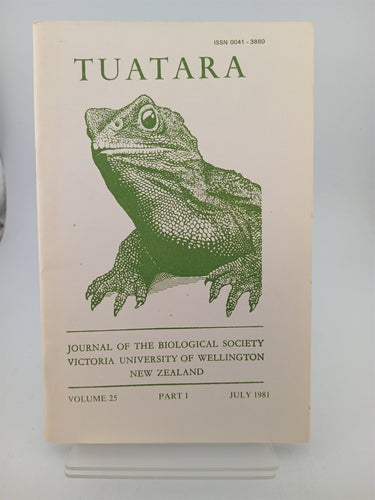 ISSN 0041 - 3860
TUATARA
JOURNAL OF THE BIOLOGICAL SOCIETY
VICTORIA UNIVERSITY OF WELLINGTON
NEW ZEALAND
VOLUME 25 PART 1 JULY 1981